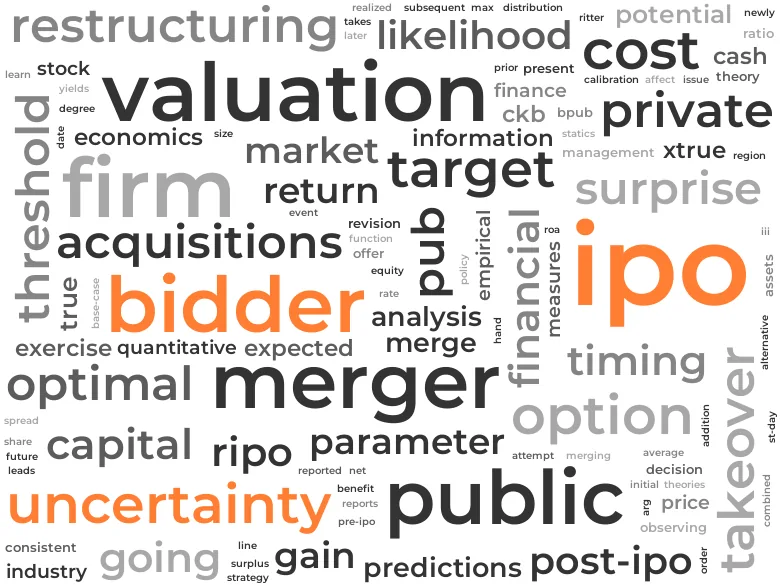 restructuring
realized subsequent max distribution
takes
later
likelihood
ritter
potential
newly
ratio
cost
cash
learn
stock
yields
degree
valuation
prior present
finance
calibration affect issue theory
ckb bpub
private
threshold
date
economics
size
market
information
statics
management
xtrue
region
firm
return
target
surprise
event
acquisitions
revision
function
offer
pub
policy
empirical
financial
roa
measures
ipo
iii
assets
true
base-case
bidder
equity
rate
analysis
merge
hand
exercise quantitative expected
timing
alternative
optimal
merger
option
addition
takeover
st-day
spread
share
future
leads
capital
ripo
parameter
attempt merging
average
decision
initial theories
reported net
uncertainty
benefit
reports
pre-ipo
public
arg
price
observing
combined
consistent
industry
going
line
surplus
strategy
gain
predictions
post-ipo
order